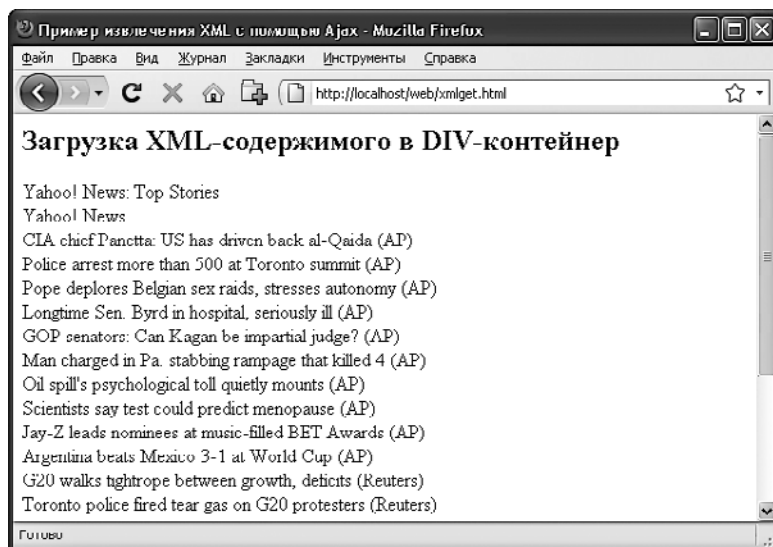 Пример извлечения XML с помощью Ajax - Mozilla Firefox
Файл Правка Вид Журнал Закладки Инструменты Справка
http://localhost/web/xmlget.html
Загрузка XML-содержимого в DIV-контейнер
Yahoo! News: Top Stories
Yahoo! News
CIA chief Panetta: US has driven back al-Qaida (AP)
Police arrest more than 500 at Toronto summit (AP)
Pope deplores Belgian sex raids, stresses autonomy (AP)
Longtime Sen. Byrd in hospital, seriously ill (AP)
GOP senators: Can Kagan be impartial judge? (AP)
Man charged in Pa. stabbing rampage that killed 4 (AP)
Oil spill's psychological toll quietly mounts (AP)
Scientists say test could predict menopause (AP)
Jay-Z leads nominees at music-filled BET Awards (AP)
Argentina beats Mexico 3-1 at World Cup (AP)
G20 walks tightrope between growth, deficits (Reuters)
Toronto police fired tear gas on G20 protesters (Reuters)
Готово